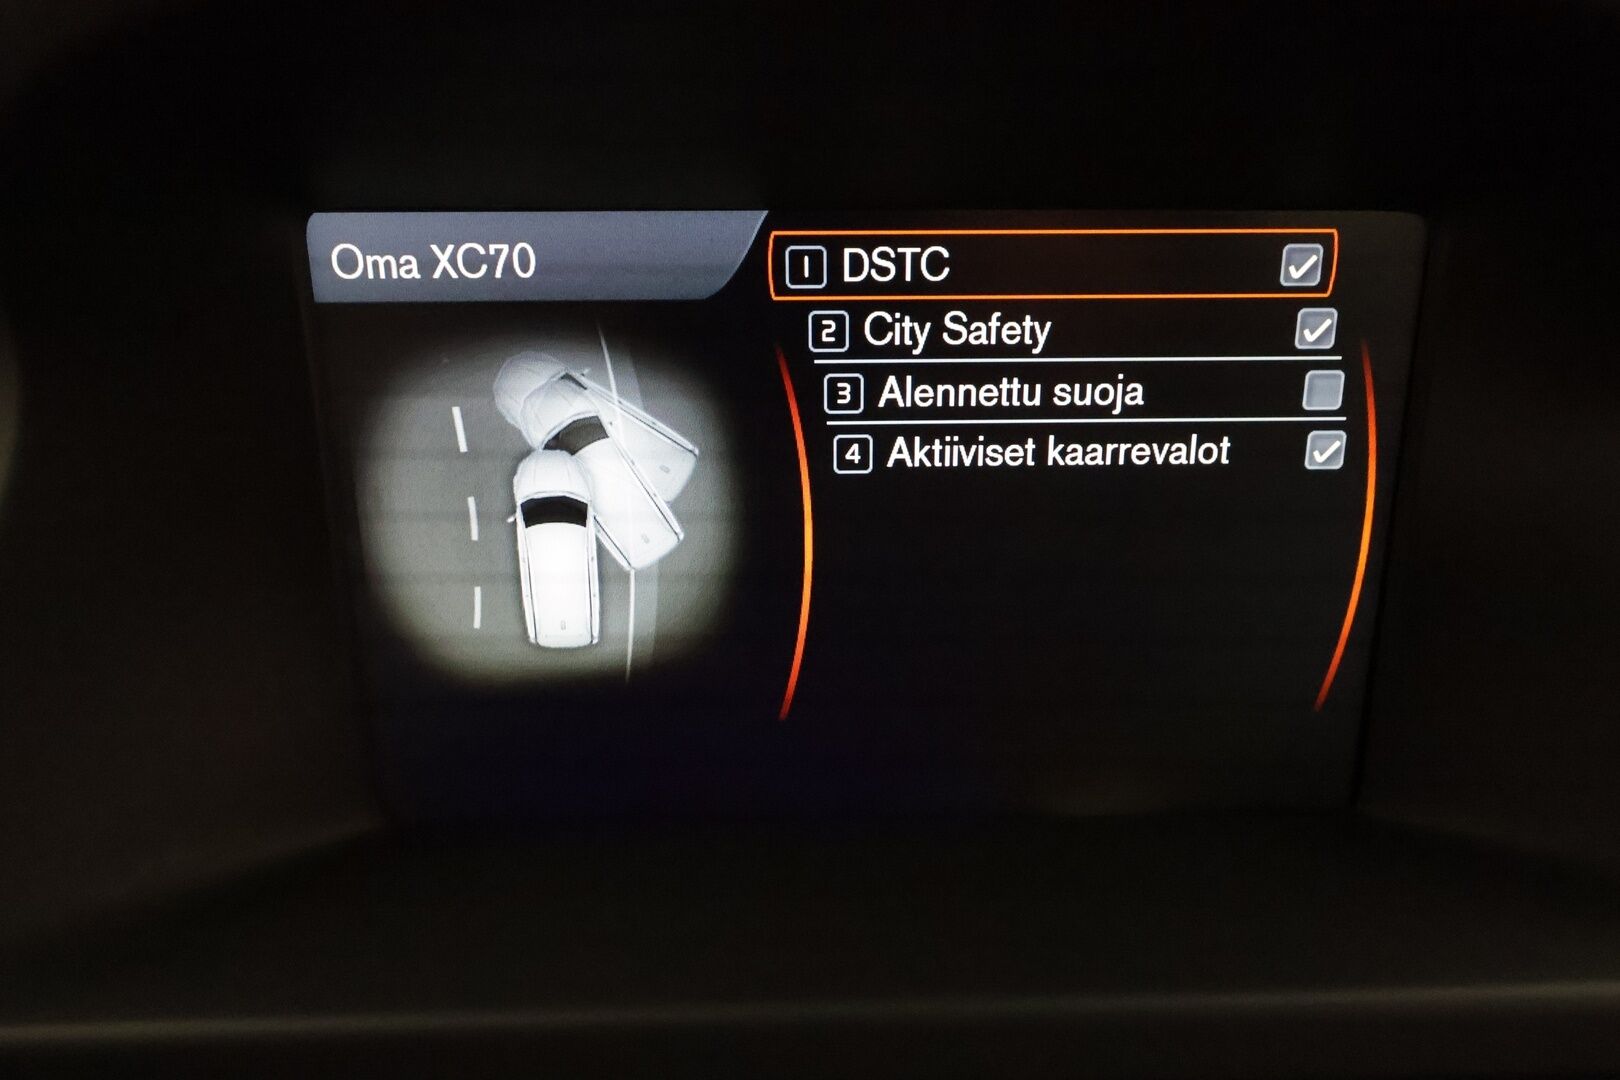 Oma XC70
1 DSTC
2 City Safety
3 Alennettu suoja
4 Aktiiviset kaarrevalot